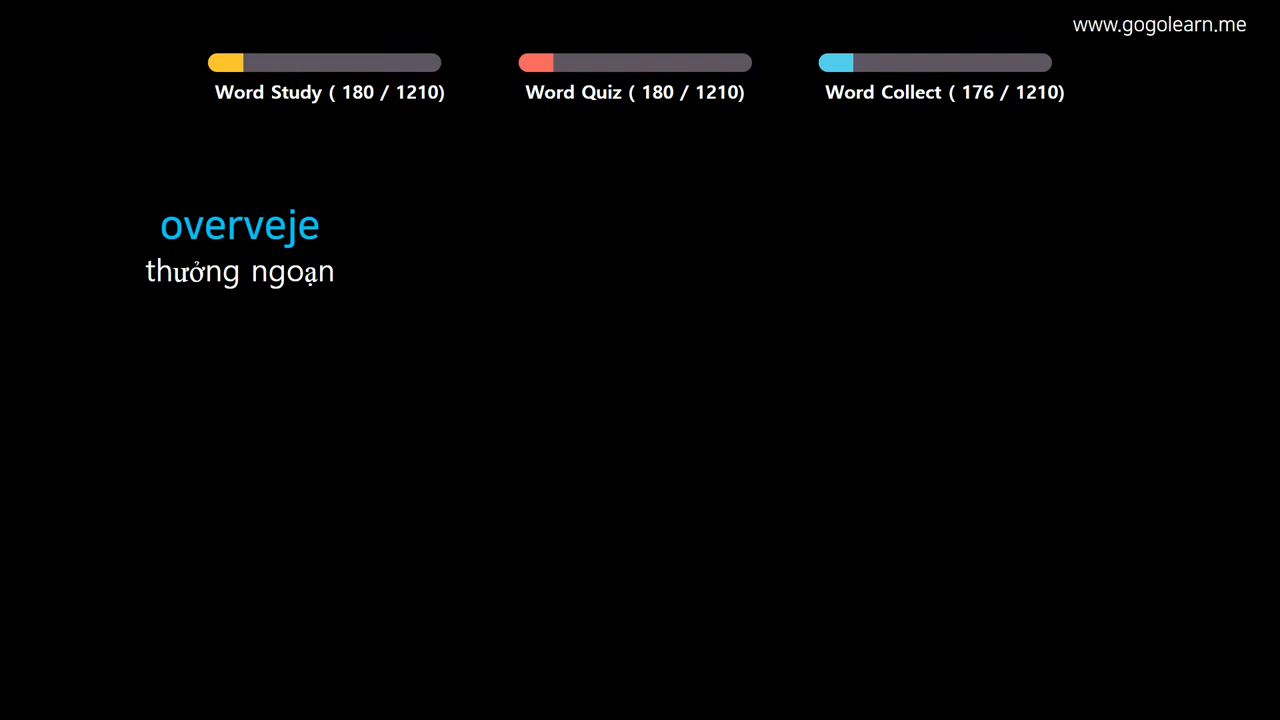 www.gogolearn.me
Word Study ( 180 / 1210)
Word Quiz ( 180 / 1210)
Word Collect ( 176 / 1210)
overveje
thưởng ngoạn